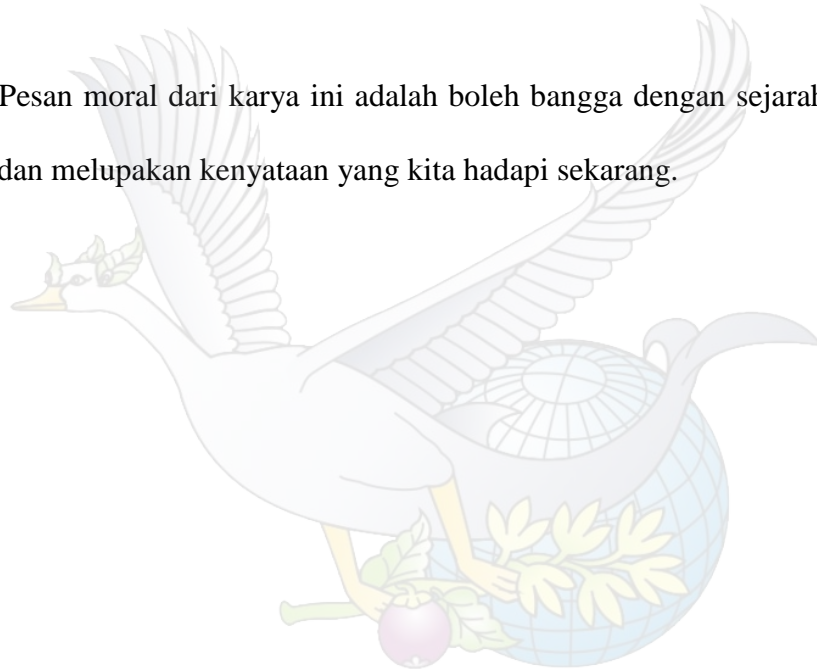 Pesan moral dari karya ini adalah boleh bangga dengan sejarah
dan melupakan kenyataan yang kita hadapi sekarang.